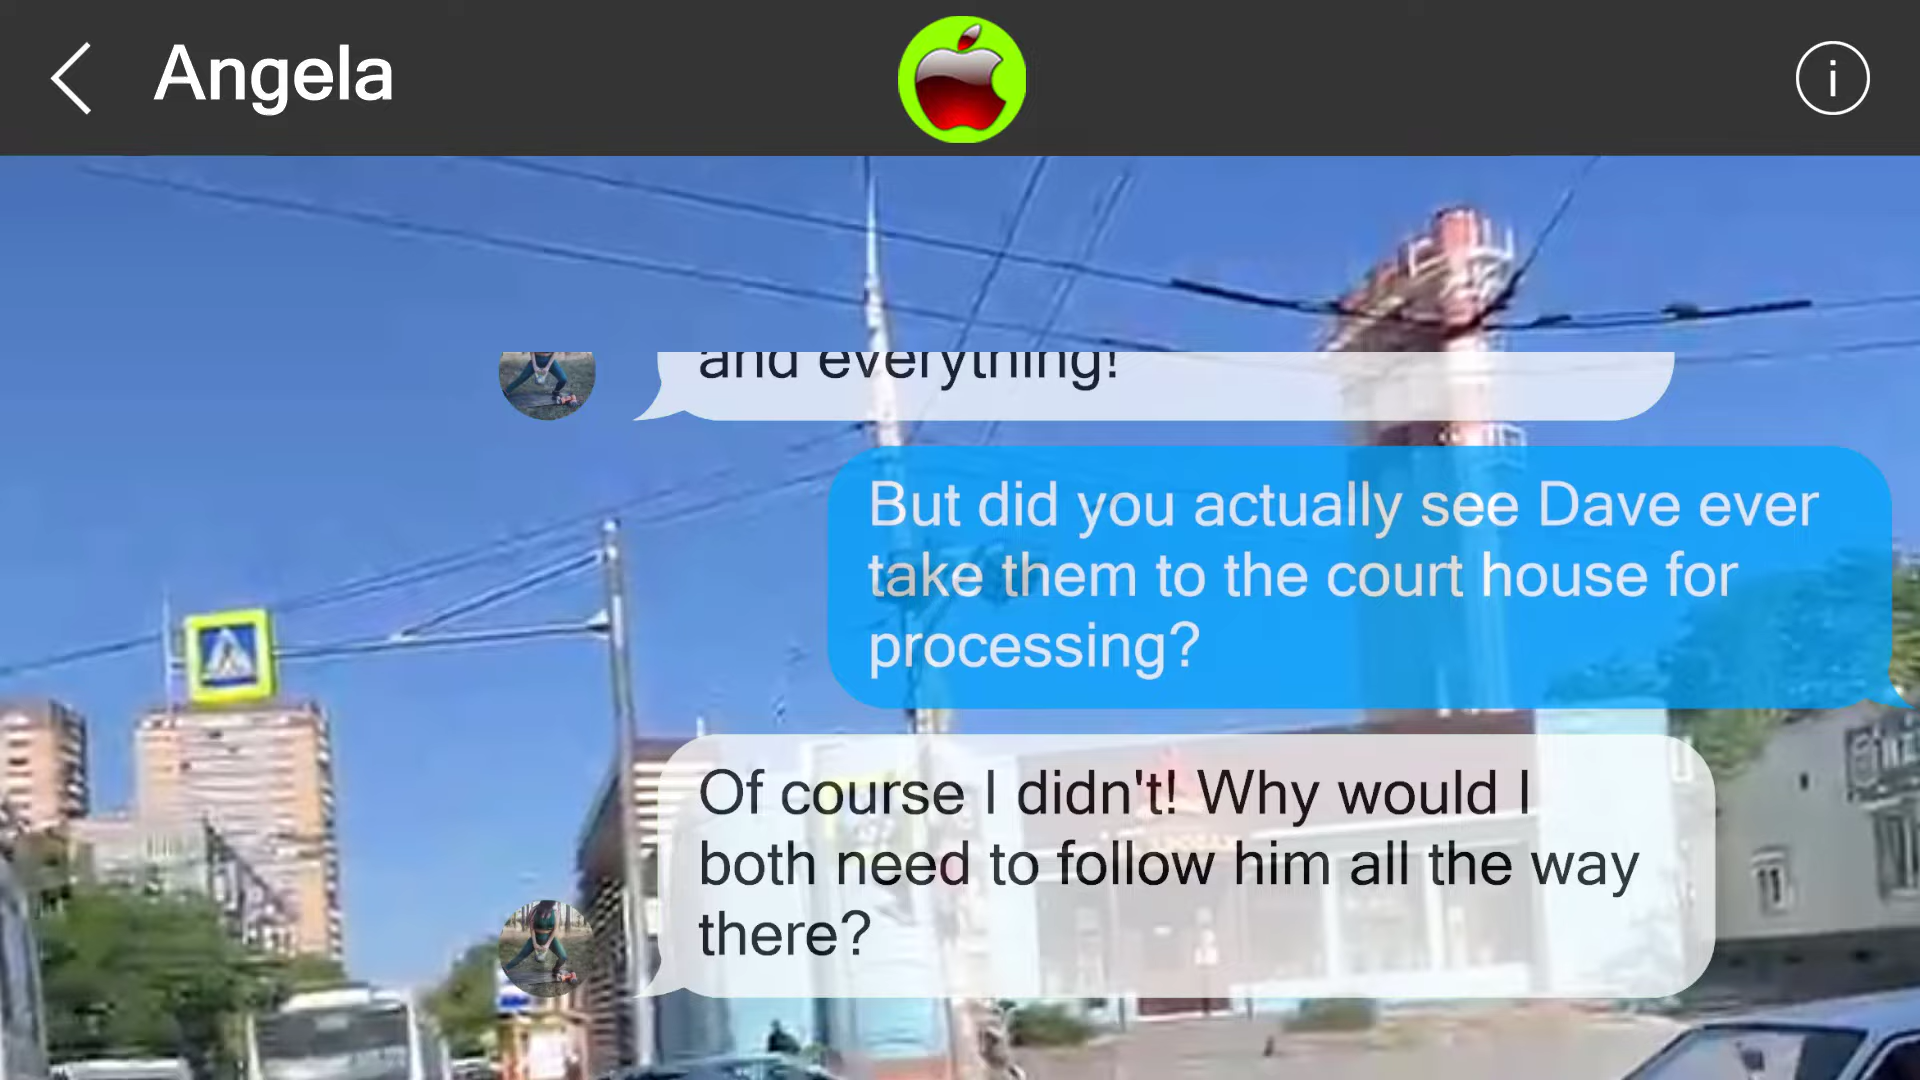 Angela
and everything!
But did you actually see Dave ever
take them to the court house for
processing?
Of course I didn't! Why would I
both need to follow him all the way
there?